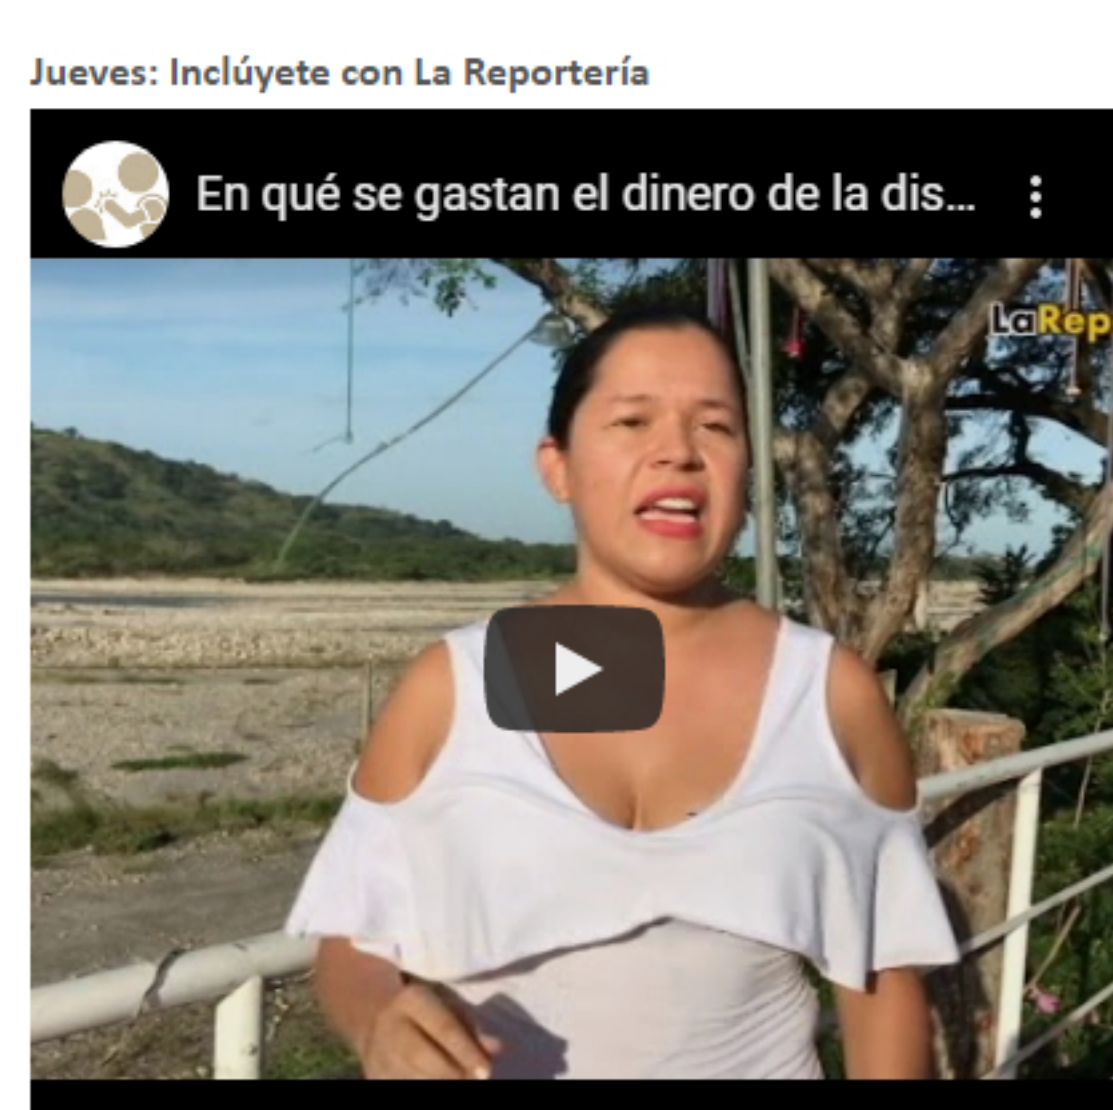 Jueves: Inclúyete con La Reportería
En qué se gastan el dinero de la dis...
LaRep